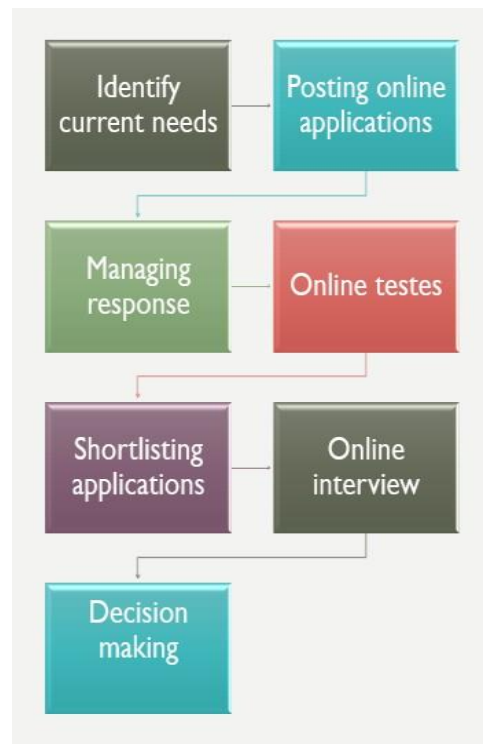 Identify
current needs
Posting online
applications
Managing
response
Online testes
Shortlisting
applications
Online
interview
Decision
making